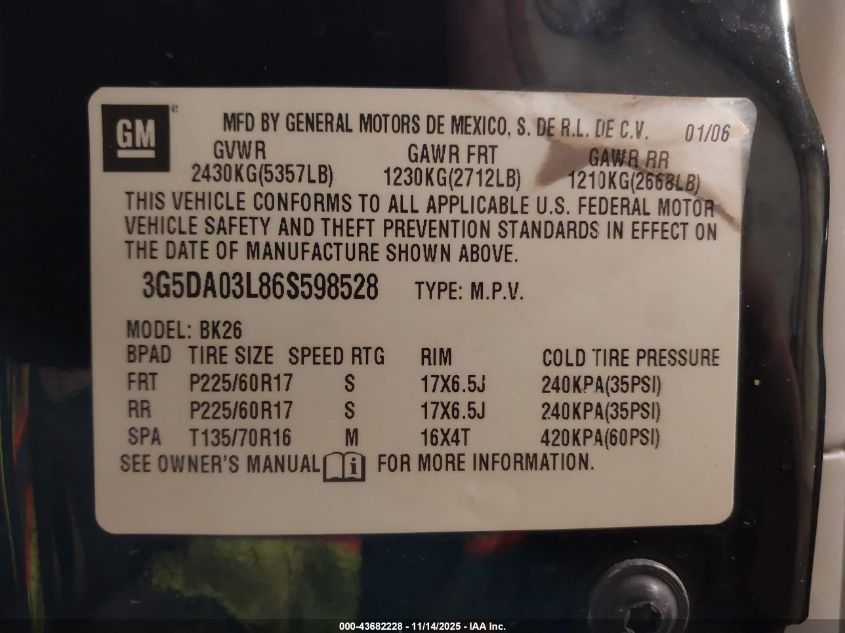 GM®
MFD BY GENERAL MOTORS DE MEXICO, S. DE R.L. DE C.V. 01/06
GVWR GAWR FRT GAWR RR
2430KG(5357LB) 1230KG(2712LB) 1210KG(2668LB)
THIS VEHICLE CONFORMS TO ALL APPLICABLE U.S. FEDERAL MOTOR
VEHICLE SAFETY AND THEFT PREVENTION STANDARDS IN EFFECT ON
THE DATE OF MANUFACTURE SHOWN ABOVE.
3G5DA03L86S598528 TYPE: M.P.V.
MODEL: BK26
BPAD TIRE SIZE SPEED RTG RIM COLD TIRE PRESSURE
FRT P225/60R17 S 17X6.5J 240KPA(35PSI)
RR P225/60R17 S 17X6.5J 240KPA(35PSI)
SPA T135/70R16 M 16X4T 420KPA(60PSI)
SEE OWNER'S MANUAL i FOR MORE INFORMATION.
000-43682228 - 11/14/2025 - IAA Inc.